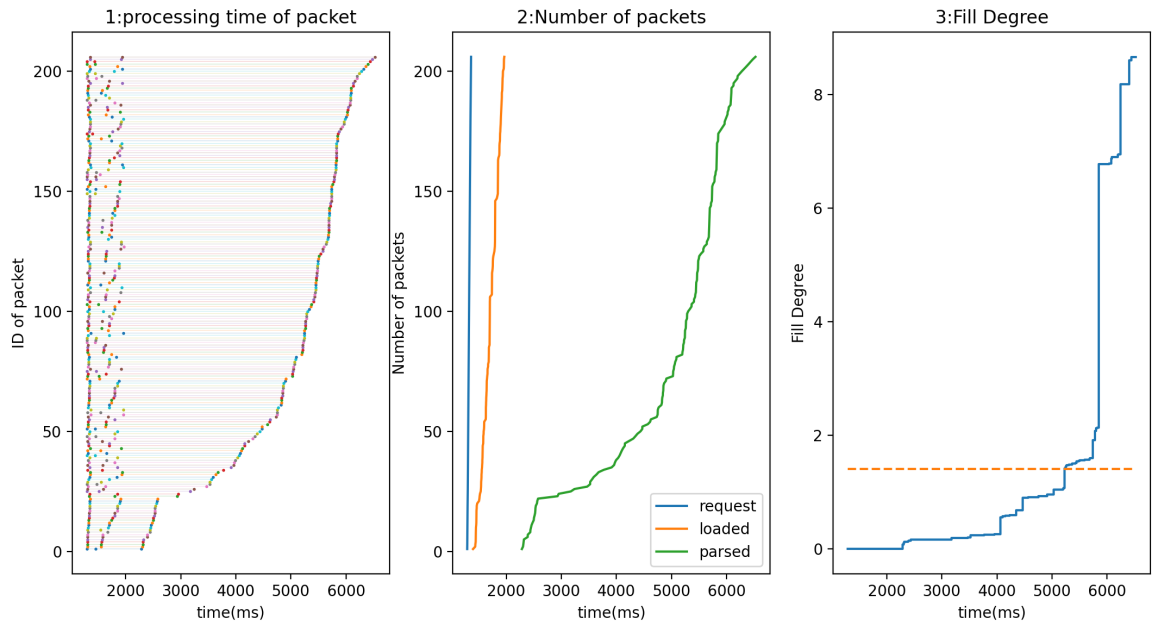 1:processing time of packet
ID of packet
200
150
100
50
0
2000 3000 4000 5000 6000
time(ms)
2:Number of packets
Number of packets
200
150
100
50
0
request
loaded
parsed
2000 3000 4000 5000 6000
time(ms)
3:Fill Degree
Fill Degree
8
6
4
2
0
2000 3000 4000 5000 6000
time(ms)